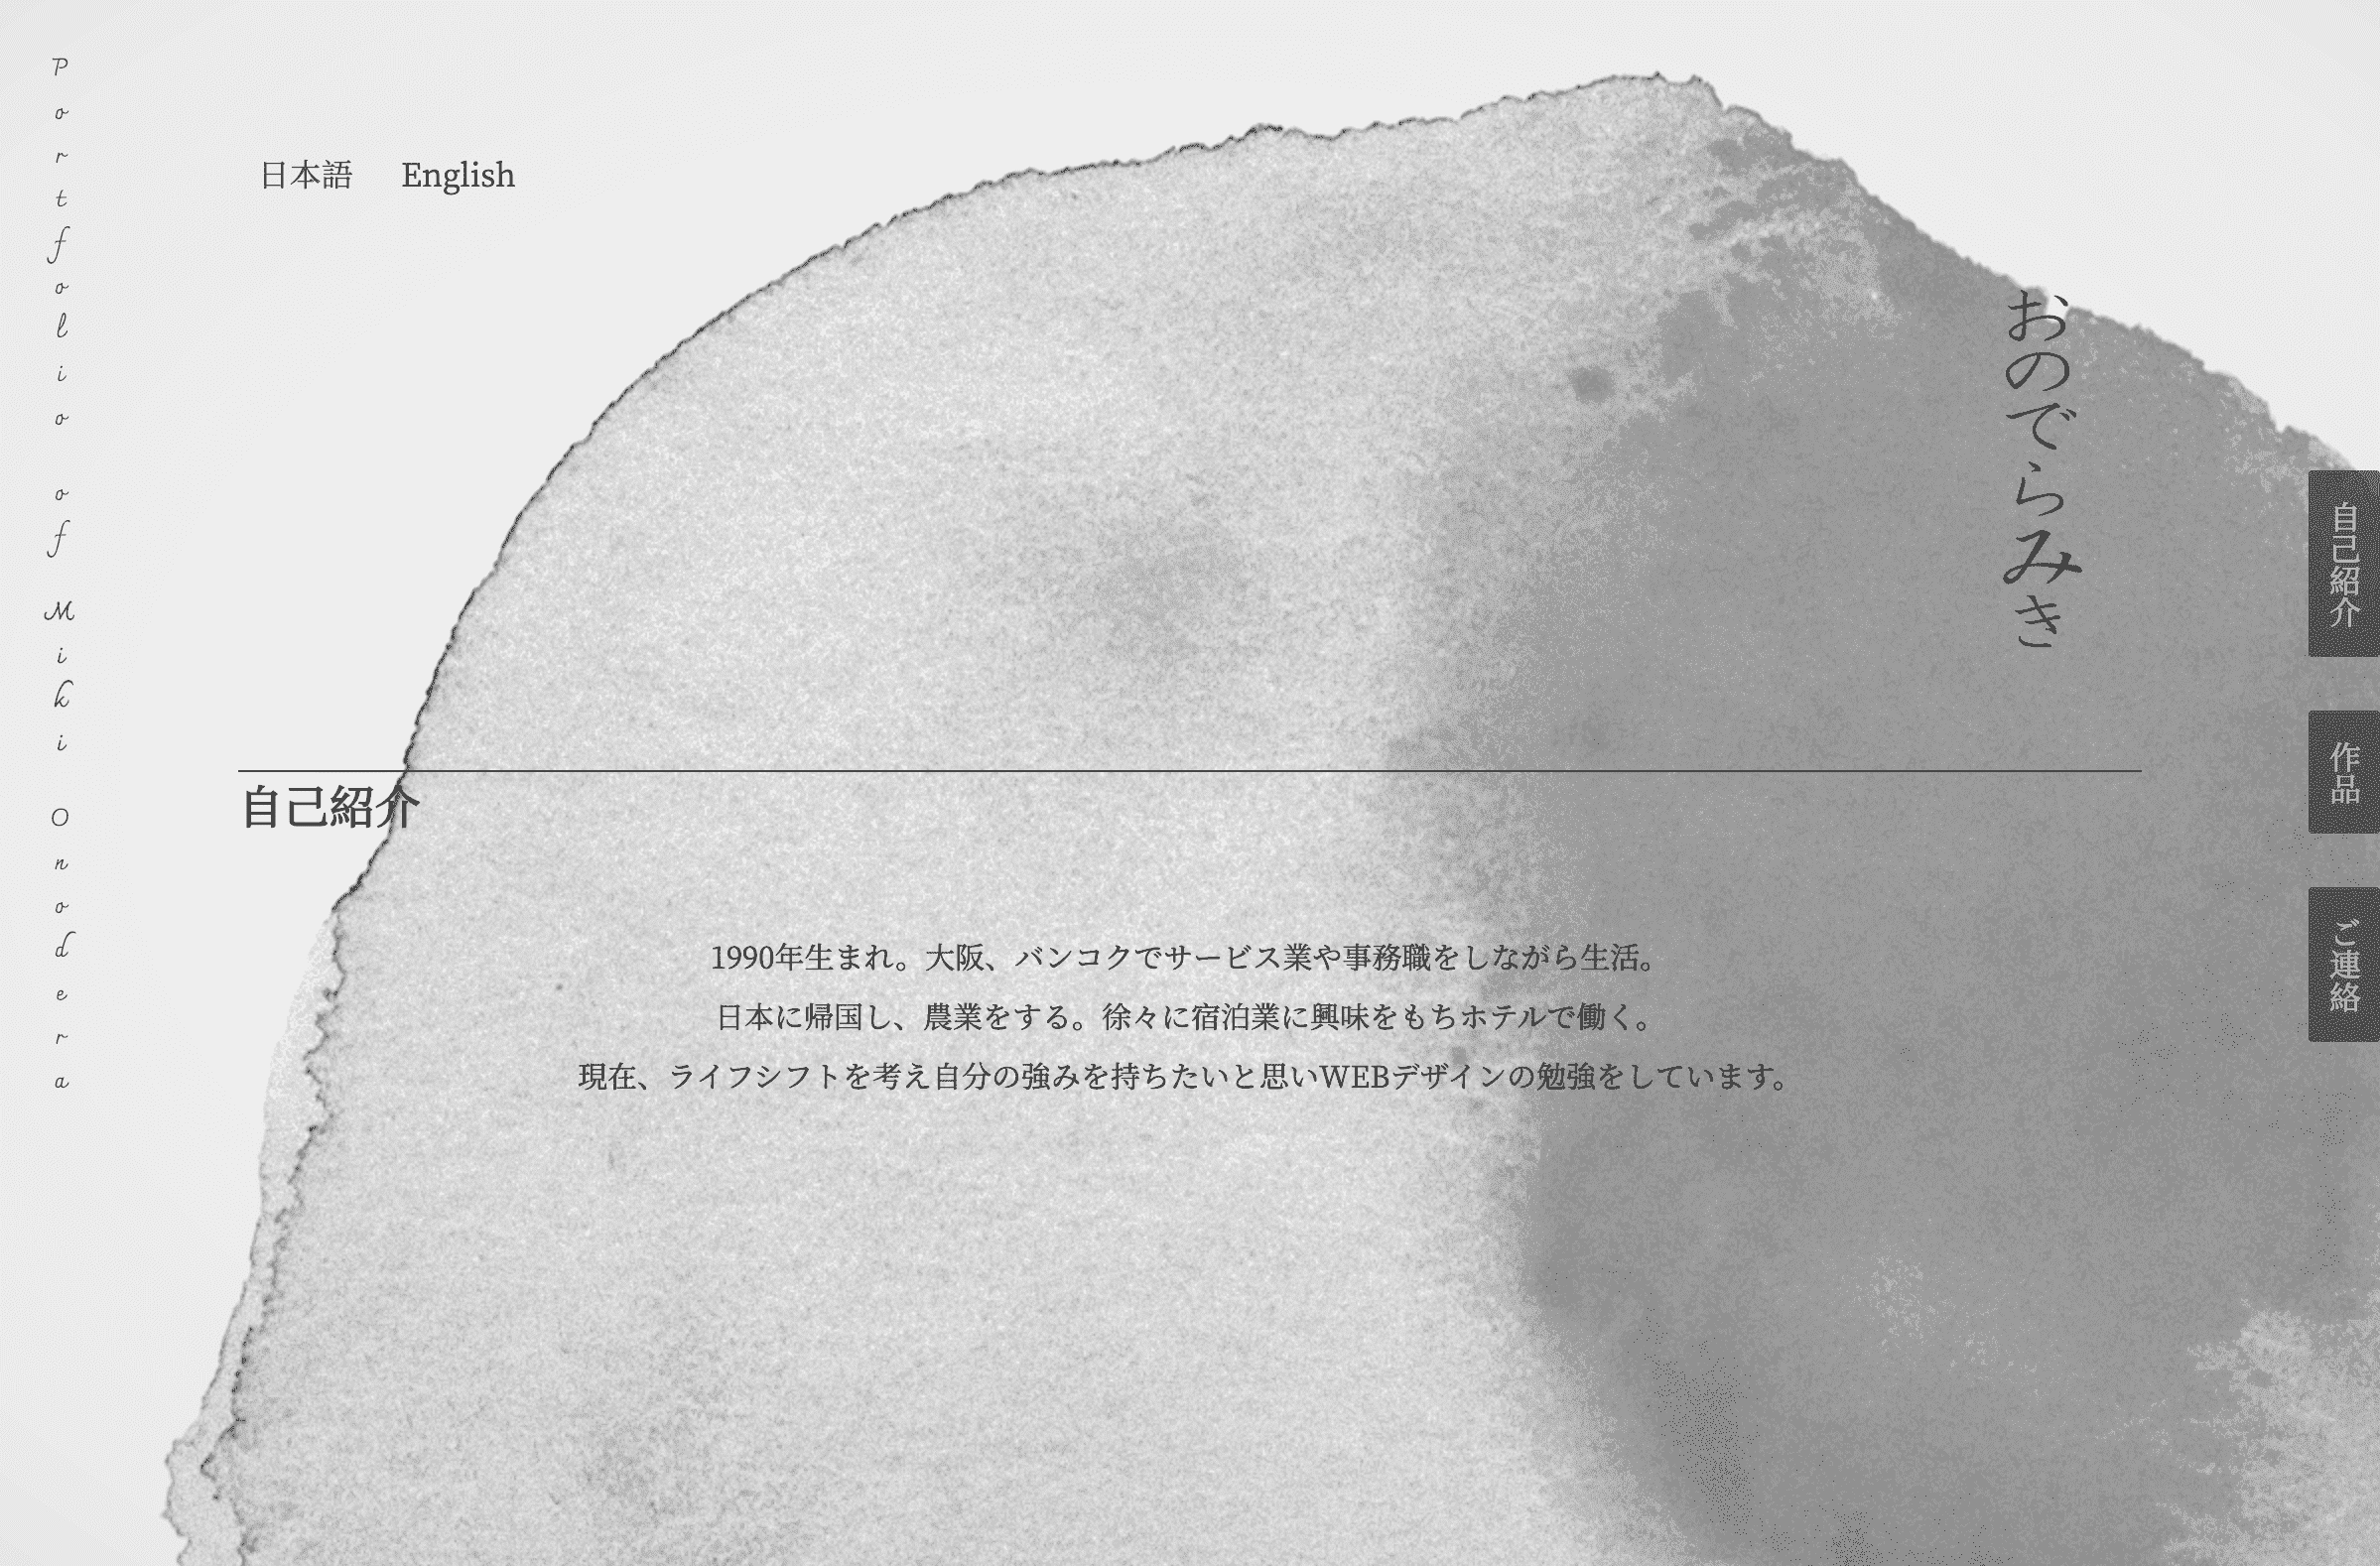 Portfolio of Miki Onodera
日本語 English
おのでらみき
自己紹介
1990年生まれ。大阪、バンコクでサービス業や事務職をしながら生活。
日本に帰国し、農業をする。徐々に宿泊業に興味をもちホテルで働く。
現在、ライフシフトを考え自分の強みを持ちたいと思いWEBデザインの勉強をしています。
自己紹介
作品
ご連絡